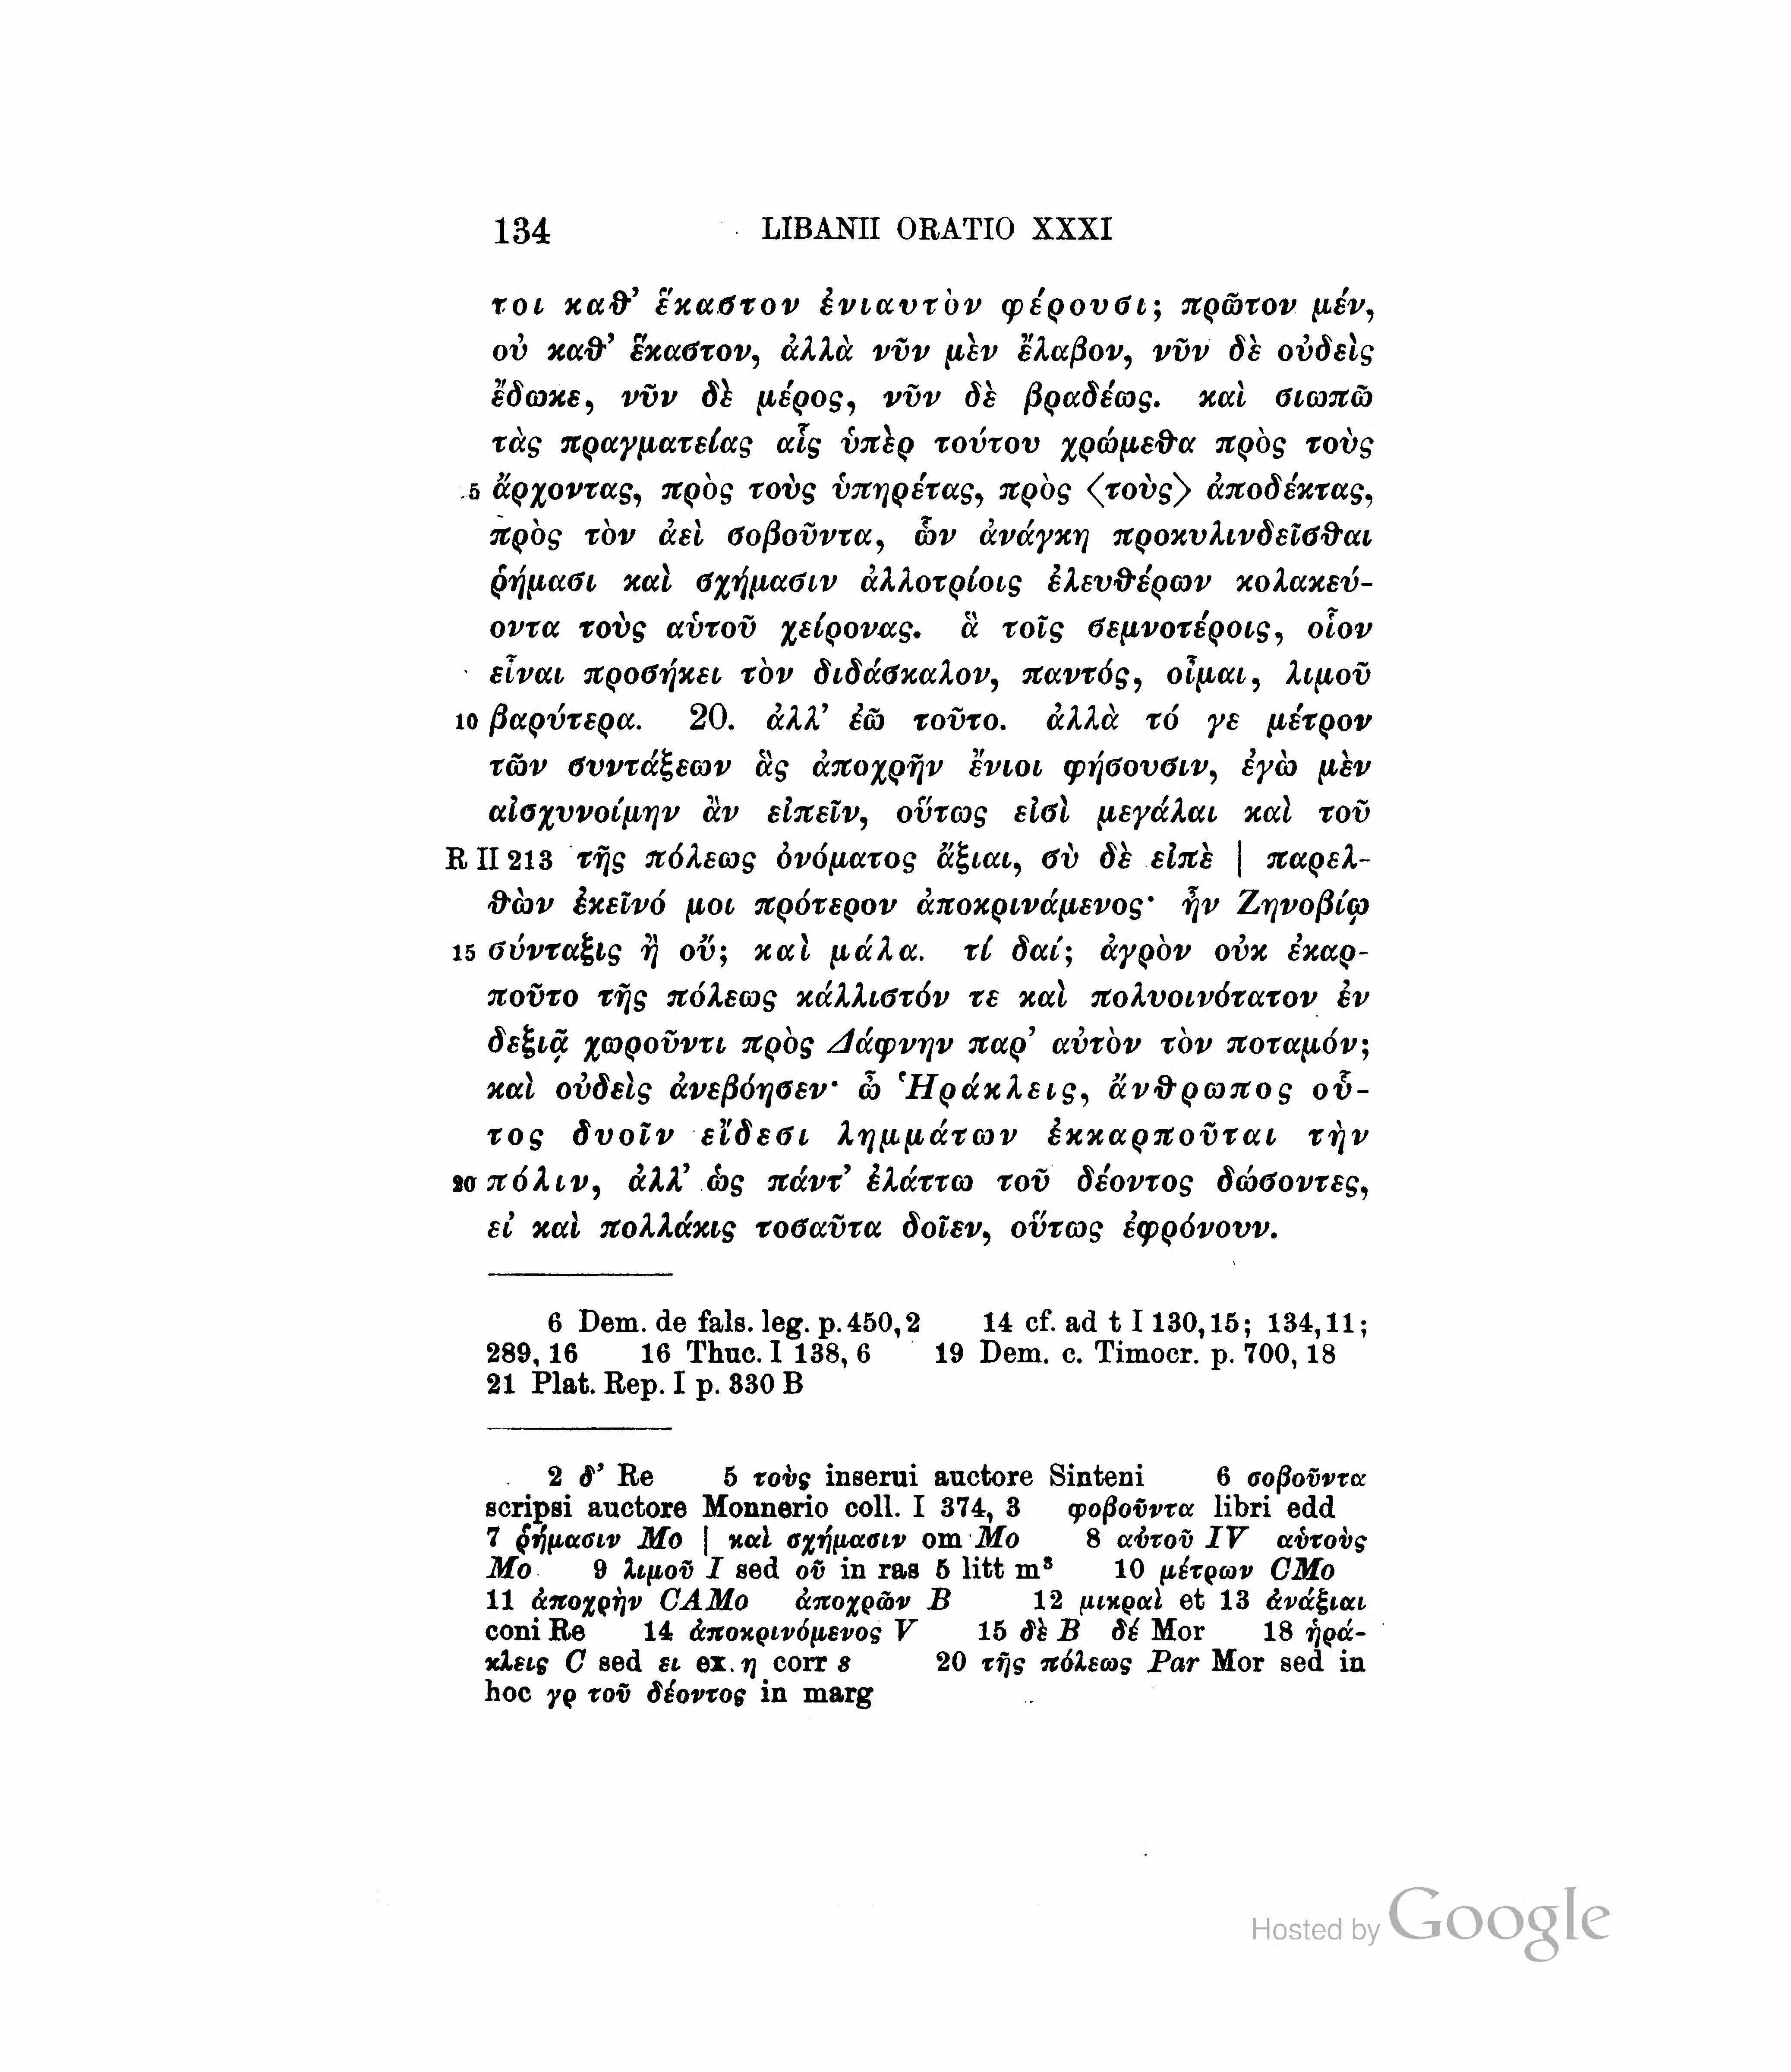 134 LIBANII ORATIO XXXI
τοι καθ’ ἕκαστον ἐνιαυτὸν φέρουσι; πρῶτον μέν,
οὐ καθ’ ἕκαστον, ἀλλὰ νῦν μὲν ἔλαβον, νῦν δὲ οὐδεὶς
ἔδωκε, νῦν δὲ μέρος, νῦν δὲ βραδέως. καὶ σιωπῶ
τὰς πραγματείας αἷς ὑπὲρ τούτου χρώμεθα πρὸς τοὺς
5 ἄρχοντας, πρὸς τοὺς ὑπηρέτας, πρὸς ⟨τοὺς⟩ ἀποδέκτας,
πρὸς τὸν ἀεὶ σοβοῦντα, ὧν ἀνάγκη προκυλινδεῖσθαι
ῥήμασι καὶ σχήμασιν ἀλλοτρίοις ἐλευθέρων κολακεύ-
οντα τοὺς αὑτοῦ χείρονας. ἃ τοῖς σεμνοτέροις, οἷον
εἶναι προσήκει τὸν διδάσκαλον, παντός, οἶμαι, λιμοῦ
10 βαρύτερα. 20. ἀλλ’ ἐῶ τοῦτο. ἀλλὰ τό γε μέτρον
τῶν συντάξεων ἃς ἀποχρῆν ἔνιοι φήσουσιν, ἐγὼ μὲν
αἰσχυνοίμην ἂν εἰπεῖν, οὕτως εἰσὶ μεγάλαι καὶ τοῦ
R II 213 τῆς πόλεως ὀνόματος ἄξιαι, σὺ δὲ εἰπὲ | παρελ-
θὼν ἐκεῖνό μοι πρότερον ἀποκρινάμενος· ἦν Ζηνοβίῳ
15 σύνταξις ἢ οὔ; καὶ μάλα. τί δαί; ἀγρὸν οὐκ ἐκαρ-
ποῦτο τῆς πόλεως κάλλιστόν τε καὶ πολυοινότατον ἐν
δεξιᾷ χωροῦντι πρὸς Δάφνην παρ’ αὐτὸν τὸν ποταμόν;
καὶ οὐδεὶς ἀνεβόησεν· ὦ Ἡράκλεις, ἄνθρωπος οὗ-
τος δυοῖν εἴδεσι λημμάτων ἐκκαρποῦται τὴν
20 πόλιν, ἀλλ’ ὡς πάντ’ ἐλάττω τοῦ δέοντος δώσοντες,
εἰ καὶ πολλάκις τοσαῦτα δοῖεν, οὕτως ἐφρόνουν.
6 Dem. de fals. leg. p. 450, 2 14 cf. ad t I 130, 15; 134, 11;
289, 16 16 Thuc. I 138, 6 19 Dem. c. Timocr. p. 700, 18
21 Plat. Rep. I p. 330 B
2 δ’ Re 5 τοὺς inserui auctore Sinteni 6 σοβοῦντα
scripsi auctore Monnerio coll. I 374, 3 φοβοῦντα libri edd
7 ῥήμασιν Mo | καὶ σχήμασιν om Mo 8 αὐτοῦ IV αὑτοὺς
Mo 9 λιμοῦ I sed οῦ in ras 5 litt m³ 10 μέτρων CMo
11 ἀποχρὴν CAMo ἀποχρῶν B 12 μικραὶ et 13 ἀνάξιαι
coni Re 14 ἀποκρινόμενος V 15 δὲ B δέ Mor 18 ἡρά-
κλεις C sed ει ex η corr s 20 τῆς πόλεως Par Mor sed in
hoc γρ τοῦ δέοντος in marg
Hosted by Google